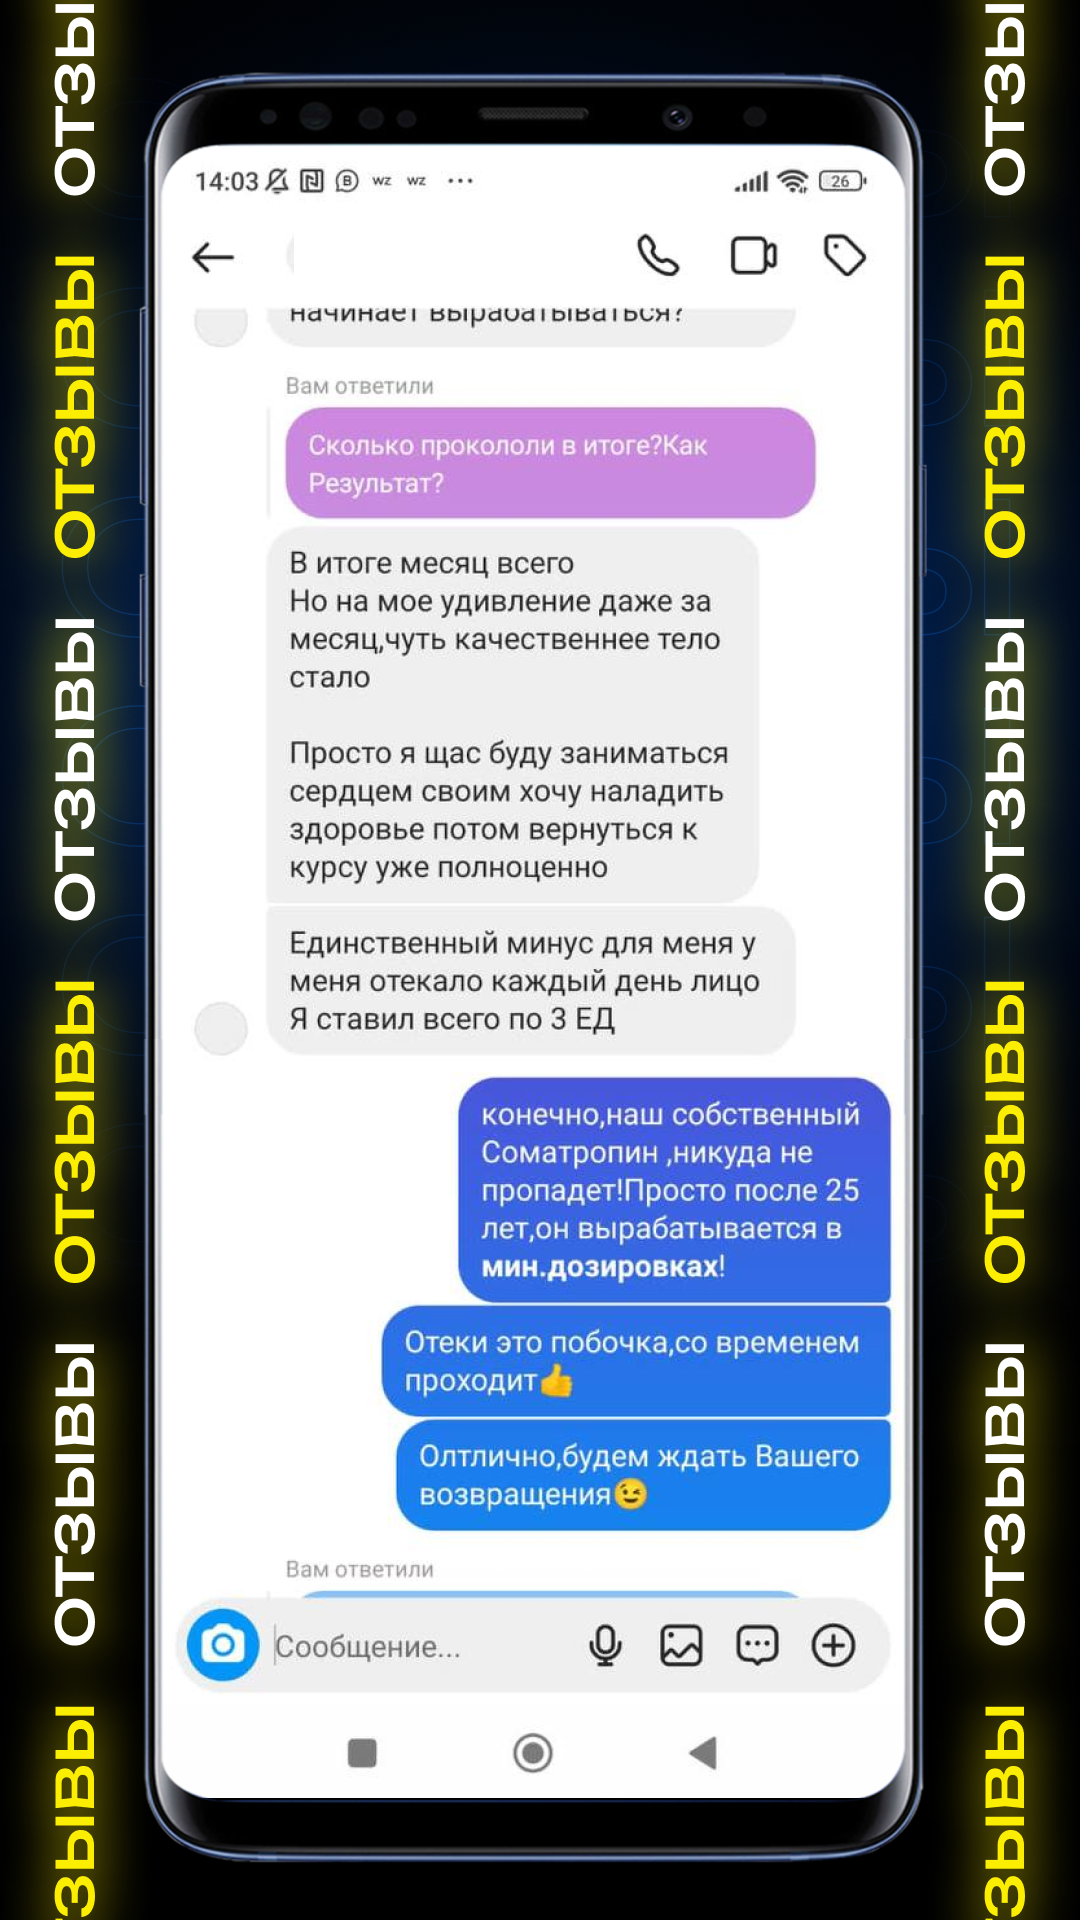 ОТЗЫВЫ ОТЗЫВЫ ОТЗЫВЫ ОТЗЫВЫ ОТЗЫ
14:03
WZ WZ
26
начинает вырабатываться?
Вам ответили
Сколько прокололи в итоге?Как
Результат?
В итоге месяц всего
Но на мое удивление даже за
месяц,чуть качественнее тело
стало
Просто я щас буду заниматься
сердцем своим хочу наладить
здоровье потом вернуться к
курсу уже полноценно
Единственный минус для меня у
меня отекало каждый день лицо
Я ставил всего по 3 ЕД
конечно,наш собственный
Соматропин ,никуда не
пропадет!Просто после 25
лет,он вырабатывается в
мин.дозировках!
Отеки это побочка,со временем
проходит👍
Олтлично,будем ждать Вашего
возвращения😉
Вам ответили
Сообщение...
ОТЗЫВЫ ОТЗЫВЫ ОТЗЫВЫ ОТЗЫВЫ ОТЗЫ